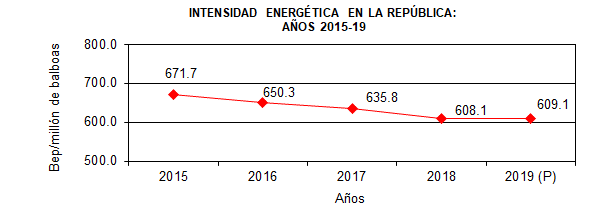 INTENSIDAD ENERGÉTICA EN LA REPÚBLICA:
AÑOS 2015-19
Bep/millón de balboas
800.0
700.0
600.0
500.0
671.7
650.3
635.8
608.1
609.1
2015 2016 2017 2018 2019 (P)
Años